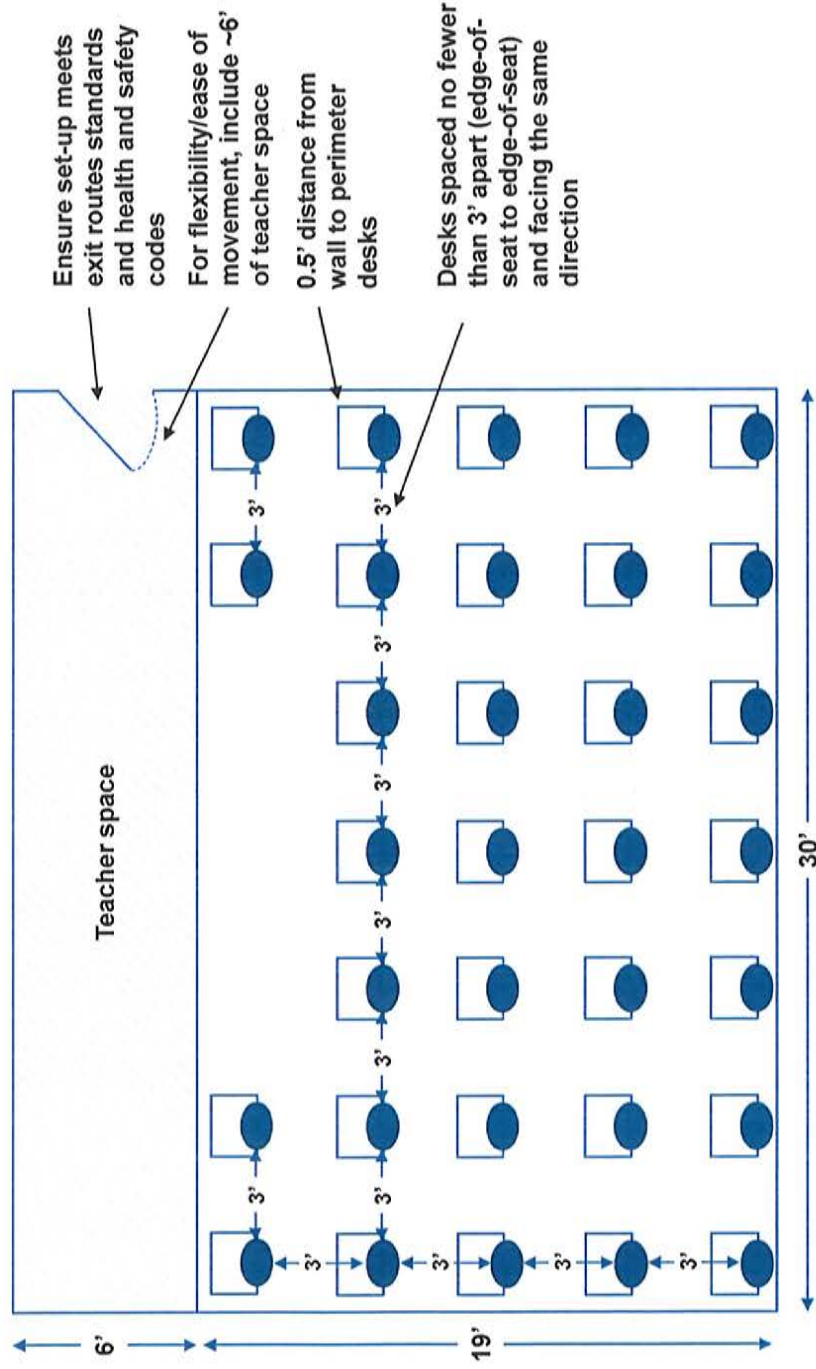 Ensure set-up meets
exit routes standards
and health and safety
codes
For flexibility/ease of
movement, include ~6’
of teacher space
0.5’ distance from
wall to perimeter
desks
Desks spaced no fewer
than 3’ apart (edge-of-
seat to edge-of-seat)
and facing the same
direction
6’
Teacher space
19’
3’
3’
3’
3’
3’
3’
3’
3’
3’
3’
3’
3’
30’